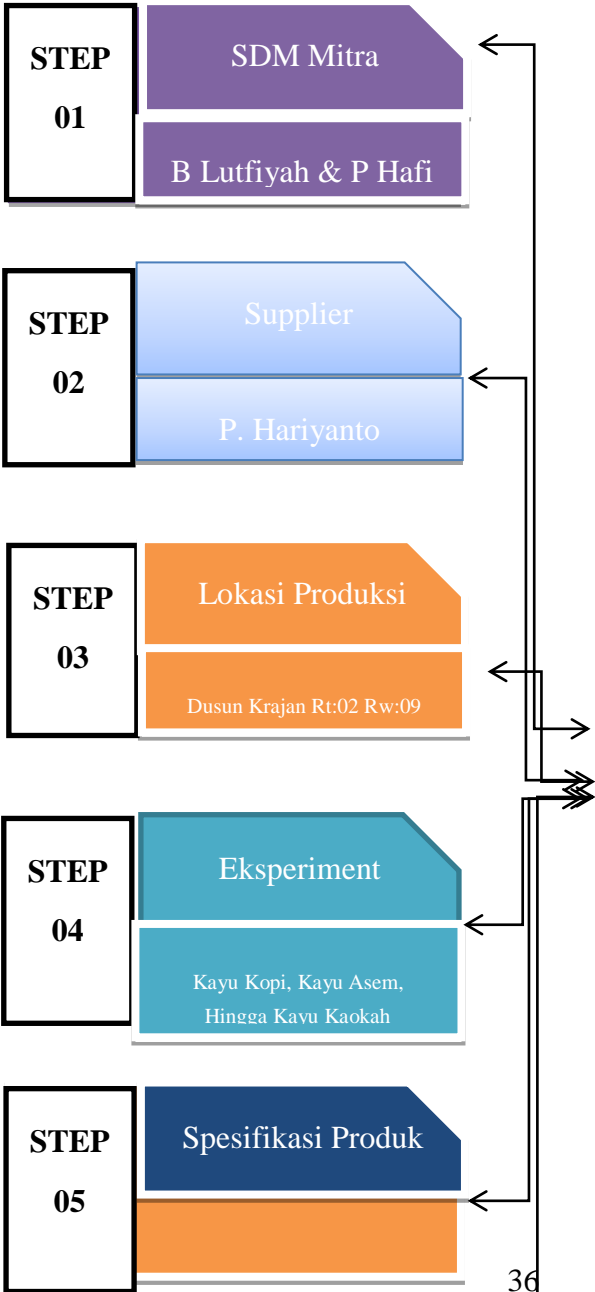 STEP
01
SDM Mitra
B Lutfiyah & P Hafi
STEP
02
Supplier
P. Hariyanto
STEP
03
Lokasi Produksi
Dusun Krajan Rt:02 Rw:09
STEP
04
Eksperiment
Kayu Kopi, Kayu Asem,
Hingga Kayu Kaokah
STEP
05
Spesifikasi Produk
36